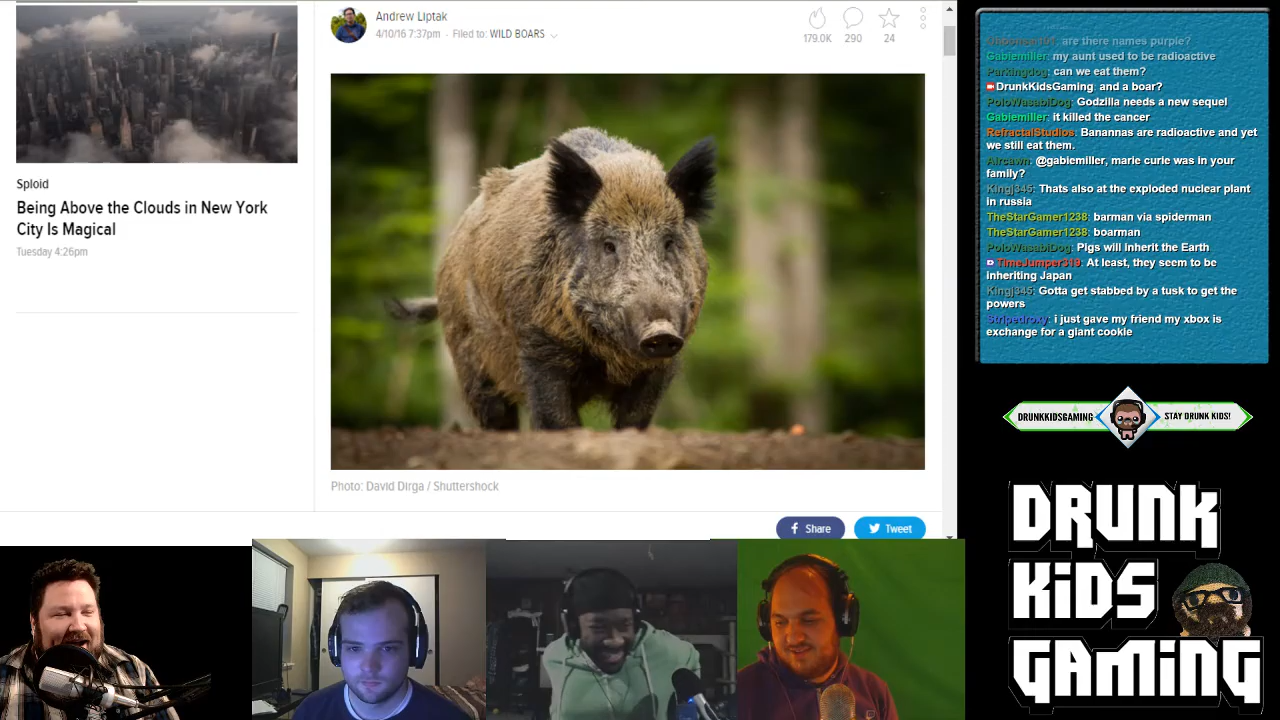 Andrew Liptak
4/10/16 7:37pm · Filed to: WILD BOARS
179.0K 290 24
Sploid
Being Above the Clouds in New York
City Is Magical
Tuesday 4:26pm
Photo: David Dirga / Shuttershock
Share Tweet
are there names purple?
Gabiemiller: my aunt used to be radioactive
Parkingdog: can we eat them?
DrunkKidsGaming: and a boar?
PoloWasabiDog: Godzilla needs a new sequel
Gabiemiller: it killed the cancer
RefractalStudios: Banannas are radioactive and yet
we still eat them.
Aircawn: @gabiemiller, marie curie was in your
family?
Kingj345: Thats also at the exploded nuclear plant
in russia
TheStarGamer1238: barman via spiderman
TheStarGamer1238: boarman
PoloWasabiDog: Pigs will inherit the Earth
TimeJumper319: At least, they seem to be
inheriting Japan
Kingj345: Gotta get stabbed by a tusk to get the
powers
Stripedroxy: i just gave my friend my xbox is
exchange for a giant cookie
DRUNKKIDSGAMING STAY DRUNK KIDS!
DRUNK
KiDS
GAMiNG